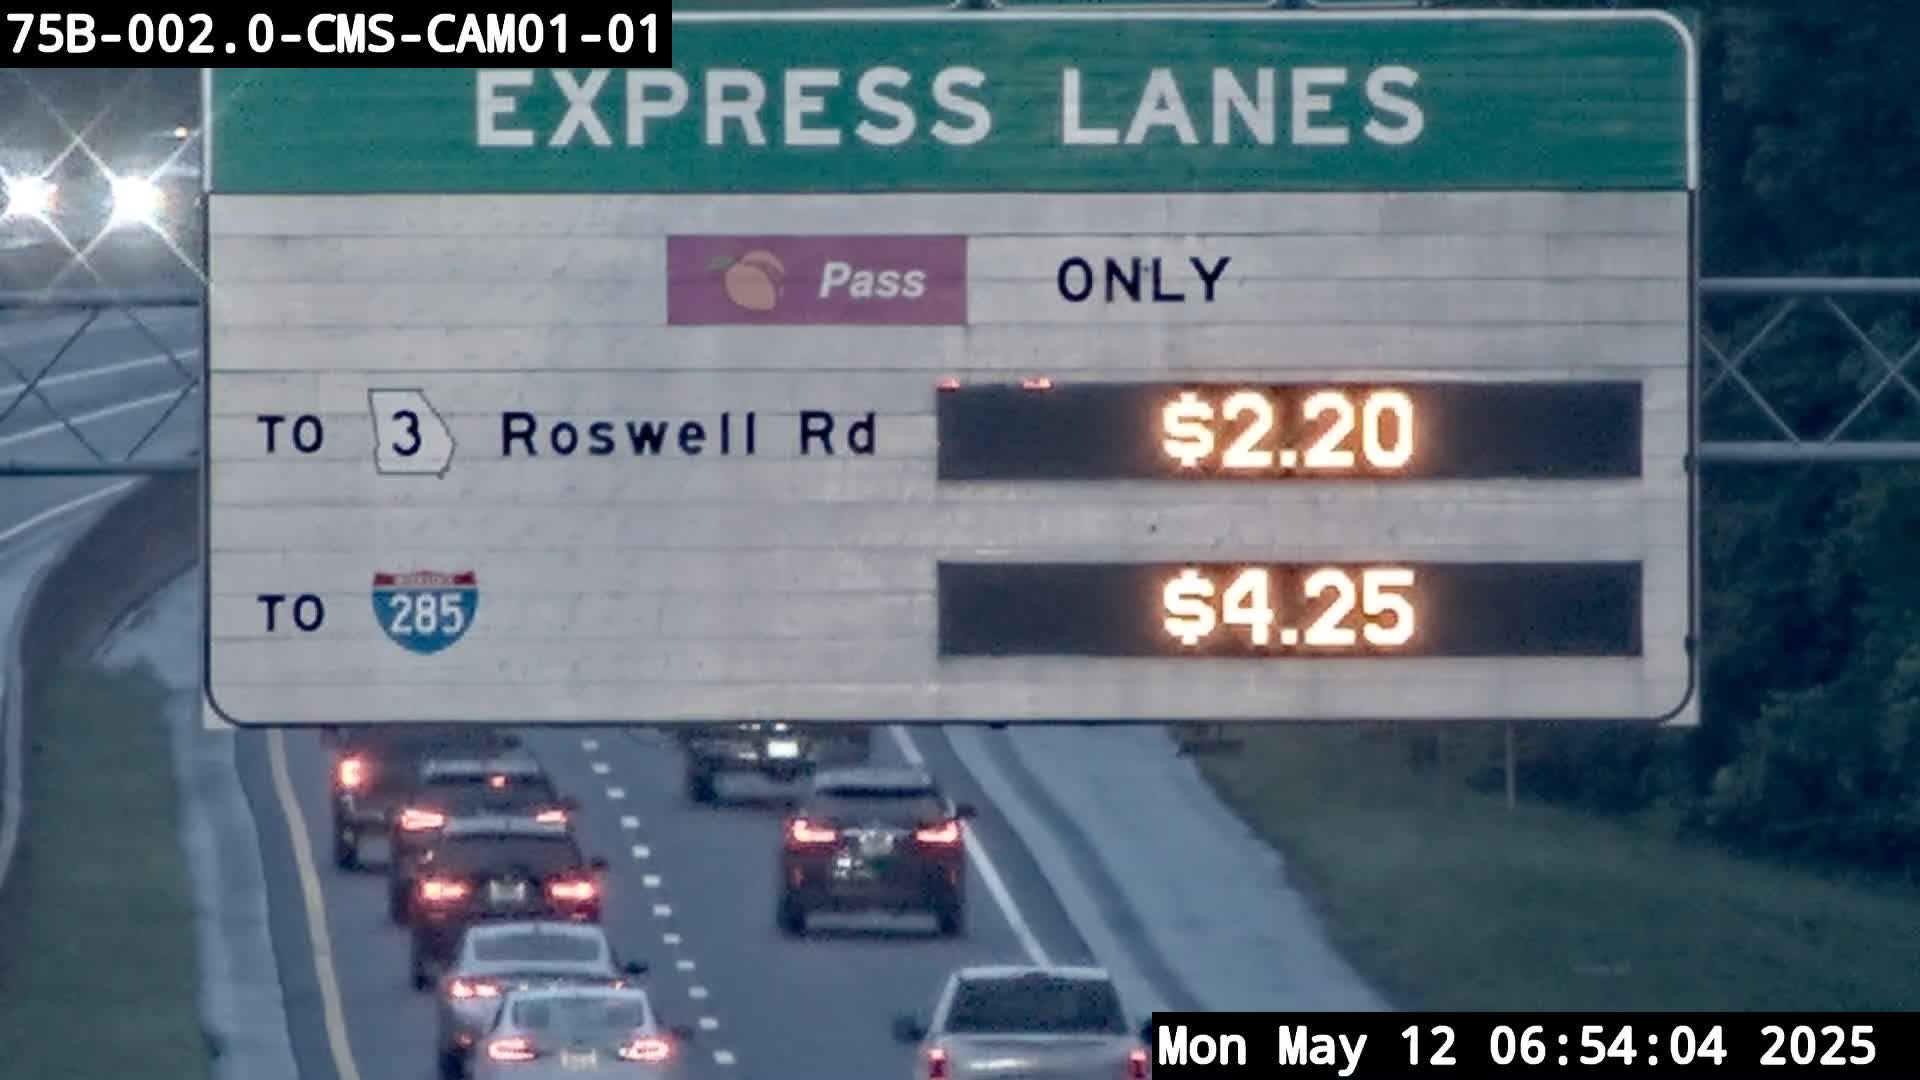 75B-002.0-CMS-CAM01-01
EXPRESS LANES
Pass ONLY
TO 3 Roswell Rd $2.20
TO 285 $4.25
Mon May 12 06:54:04 2025